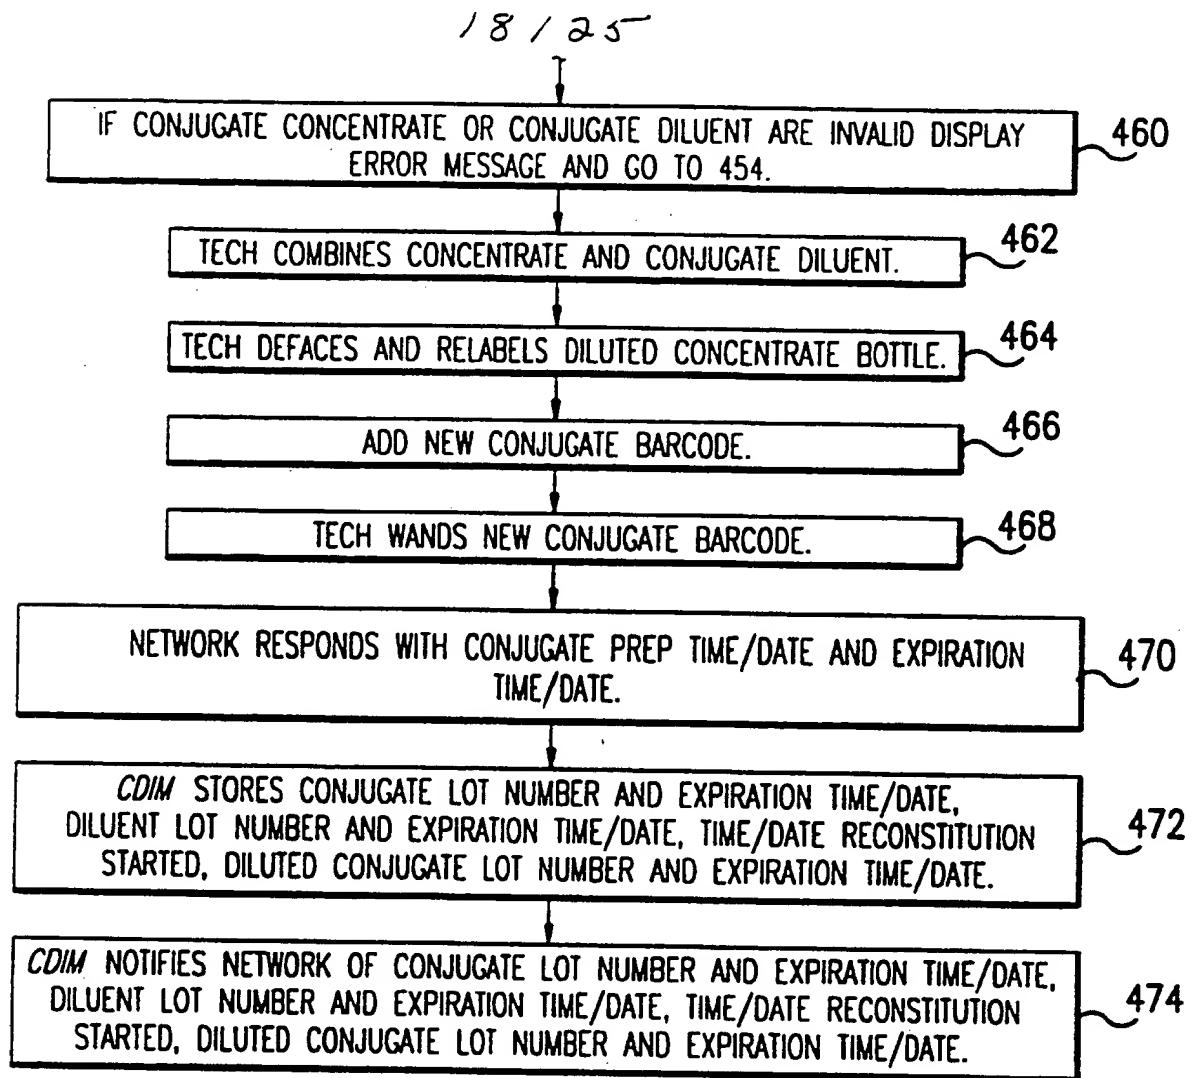 18/25
IF CONJUGATE CONCENTRATE OR CONJUGATE DILUENT ARE INVALID DISPLAY
ERROR MESSAGE AND GO TO 454.
460
TECH COMBINES CONCENTRATE AND CONJUGATE DILUENT.
462
TECH DEFACES AND RELABELS DILUTED CONCENTRATE BOTTLE.
464
ADD NEW CONJUGATE BARCODE.
466
TECH WANDS NEW CONJUGATE BARCODE.
468
NETWORK RESPONDS WITH CONJUGATE PREP TIME/DATE AND EXPIRATION
TIME/DATE.
470
CDIM STORES CONJUGATE LOT NUMBER AND EXPIRATION TIME/DATE,
DILUENT LOT NUMBER AND EXPIRATION TIME/DATE, TIME/DATE RECONSTITUTION
STARTED, DILUTED CONJUGATE LOT NUMBER AND EXPIRATION TIME/DATE.
472
CDIM NOTIFIES NETWORK OF CONJUGATE LOT NUMBER AND EXPIRATION TIME/DATE,
DILUENT LOT NUMBER AND EXPIRATION TIME/DATE, TIME/DATE RECONSTITUTION
STARTED, DILUTED CONJUGATE LOT NUMBER AND EXPIRATION TIME/DATE.
474